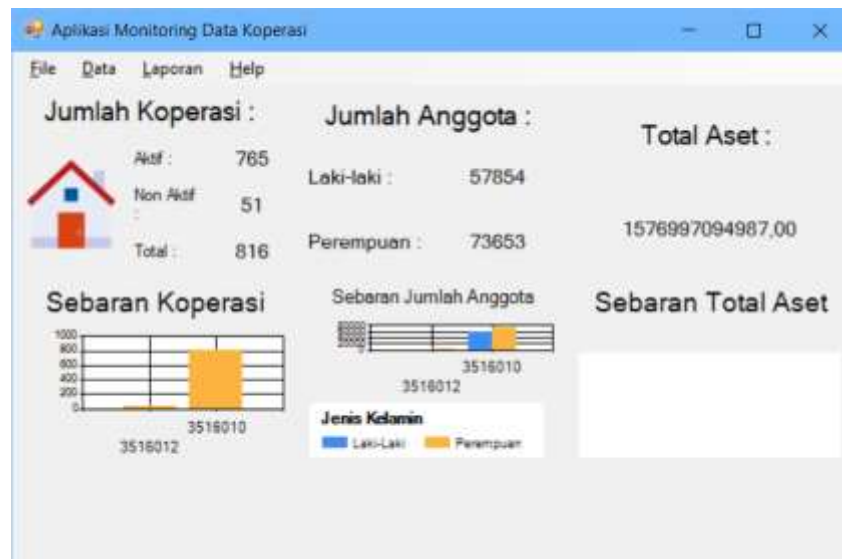 Aplikasi Monitoring Data Koperasi
File Data Laporan Help
Jumlah Koperasi :
Aktif : 765
Non Aktif : 51
Total : 816
Jumlah Anggota :
Laki-laki : 57854
Perempuan : 73653
Total Aset :
1576997094987,00
Sebaran Koperasi
1000
800
600
400
200
0
3516010
3516012
Sebaran Jumlah Anggota
0
3516010
3516012
Jenis Kelamin
Laki-Laki Perempuan
Sebaran Total Aset